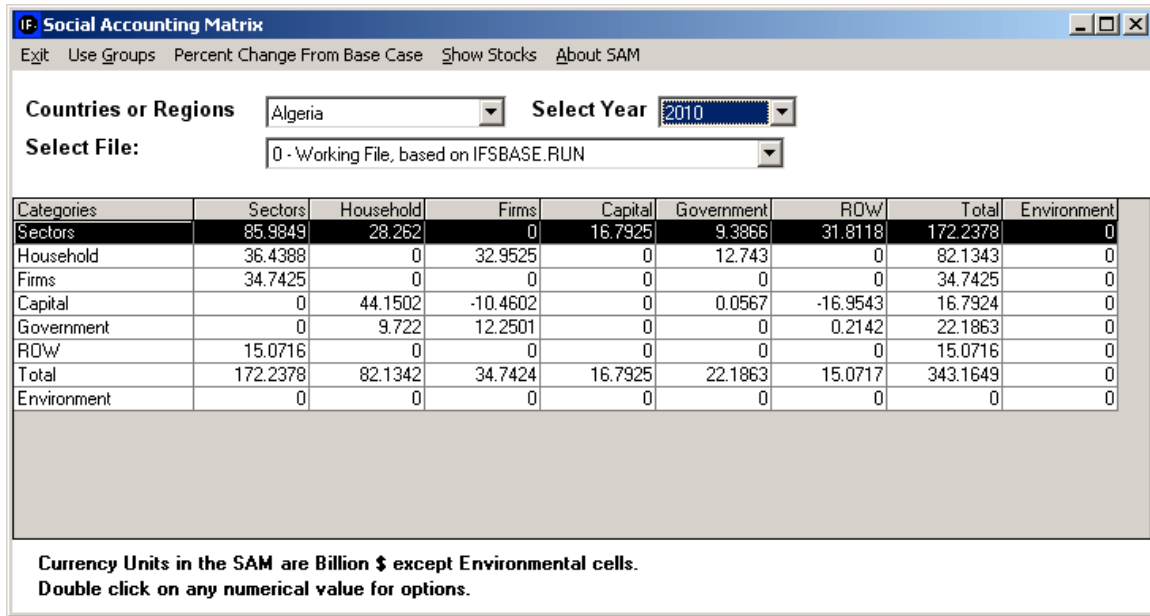 IFs Social Accounting Matrix
Exit Use Groups Percent Change From Base Case Show Stocks About SAM
Countries or Regions Algeria Select Year 2010
Select File: 0 - Working File, based on IFSBASE.RUN
Categories Sectors Household Firms Capital Government ROW Total Environment
Sectors 85.9849 28.262 0 16.7925 9.3866 31.8118 172.2378 0
Household 36.4388 0 32.9525 0 12.743 0 82.1343 0
Firms 34.7425 0 0 0 0 0 34.7425 0
Capital 0 44.1502 -10.4602 0 0.0567 -16.9543 16.7924 0
Government 0 9.722 12.2501 0 0 0.2142 22.1863 0
ROW 15.0716 0 0 0 0 0 15.0716 0
Total 172.2378 82.1342 34.7424 16.7925 22.1863 15.0717 343.1649 0
Environment 0 0 0 0 0 0 0 0
Currency Units in the SAM are Billion $ except Environmental cells.
Double click on any numerical value for options.